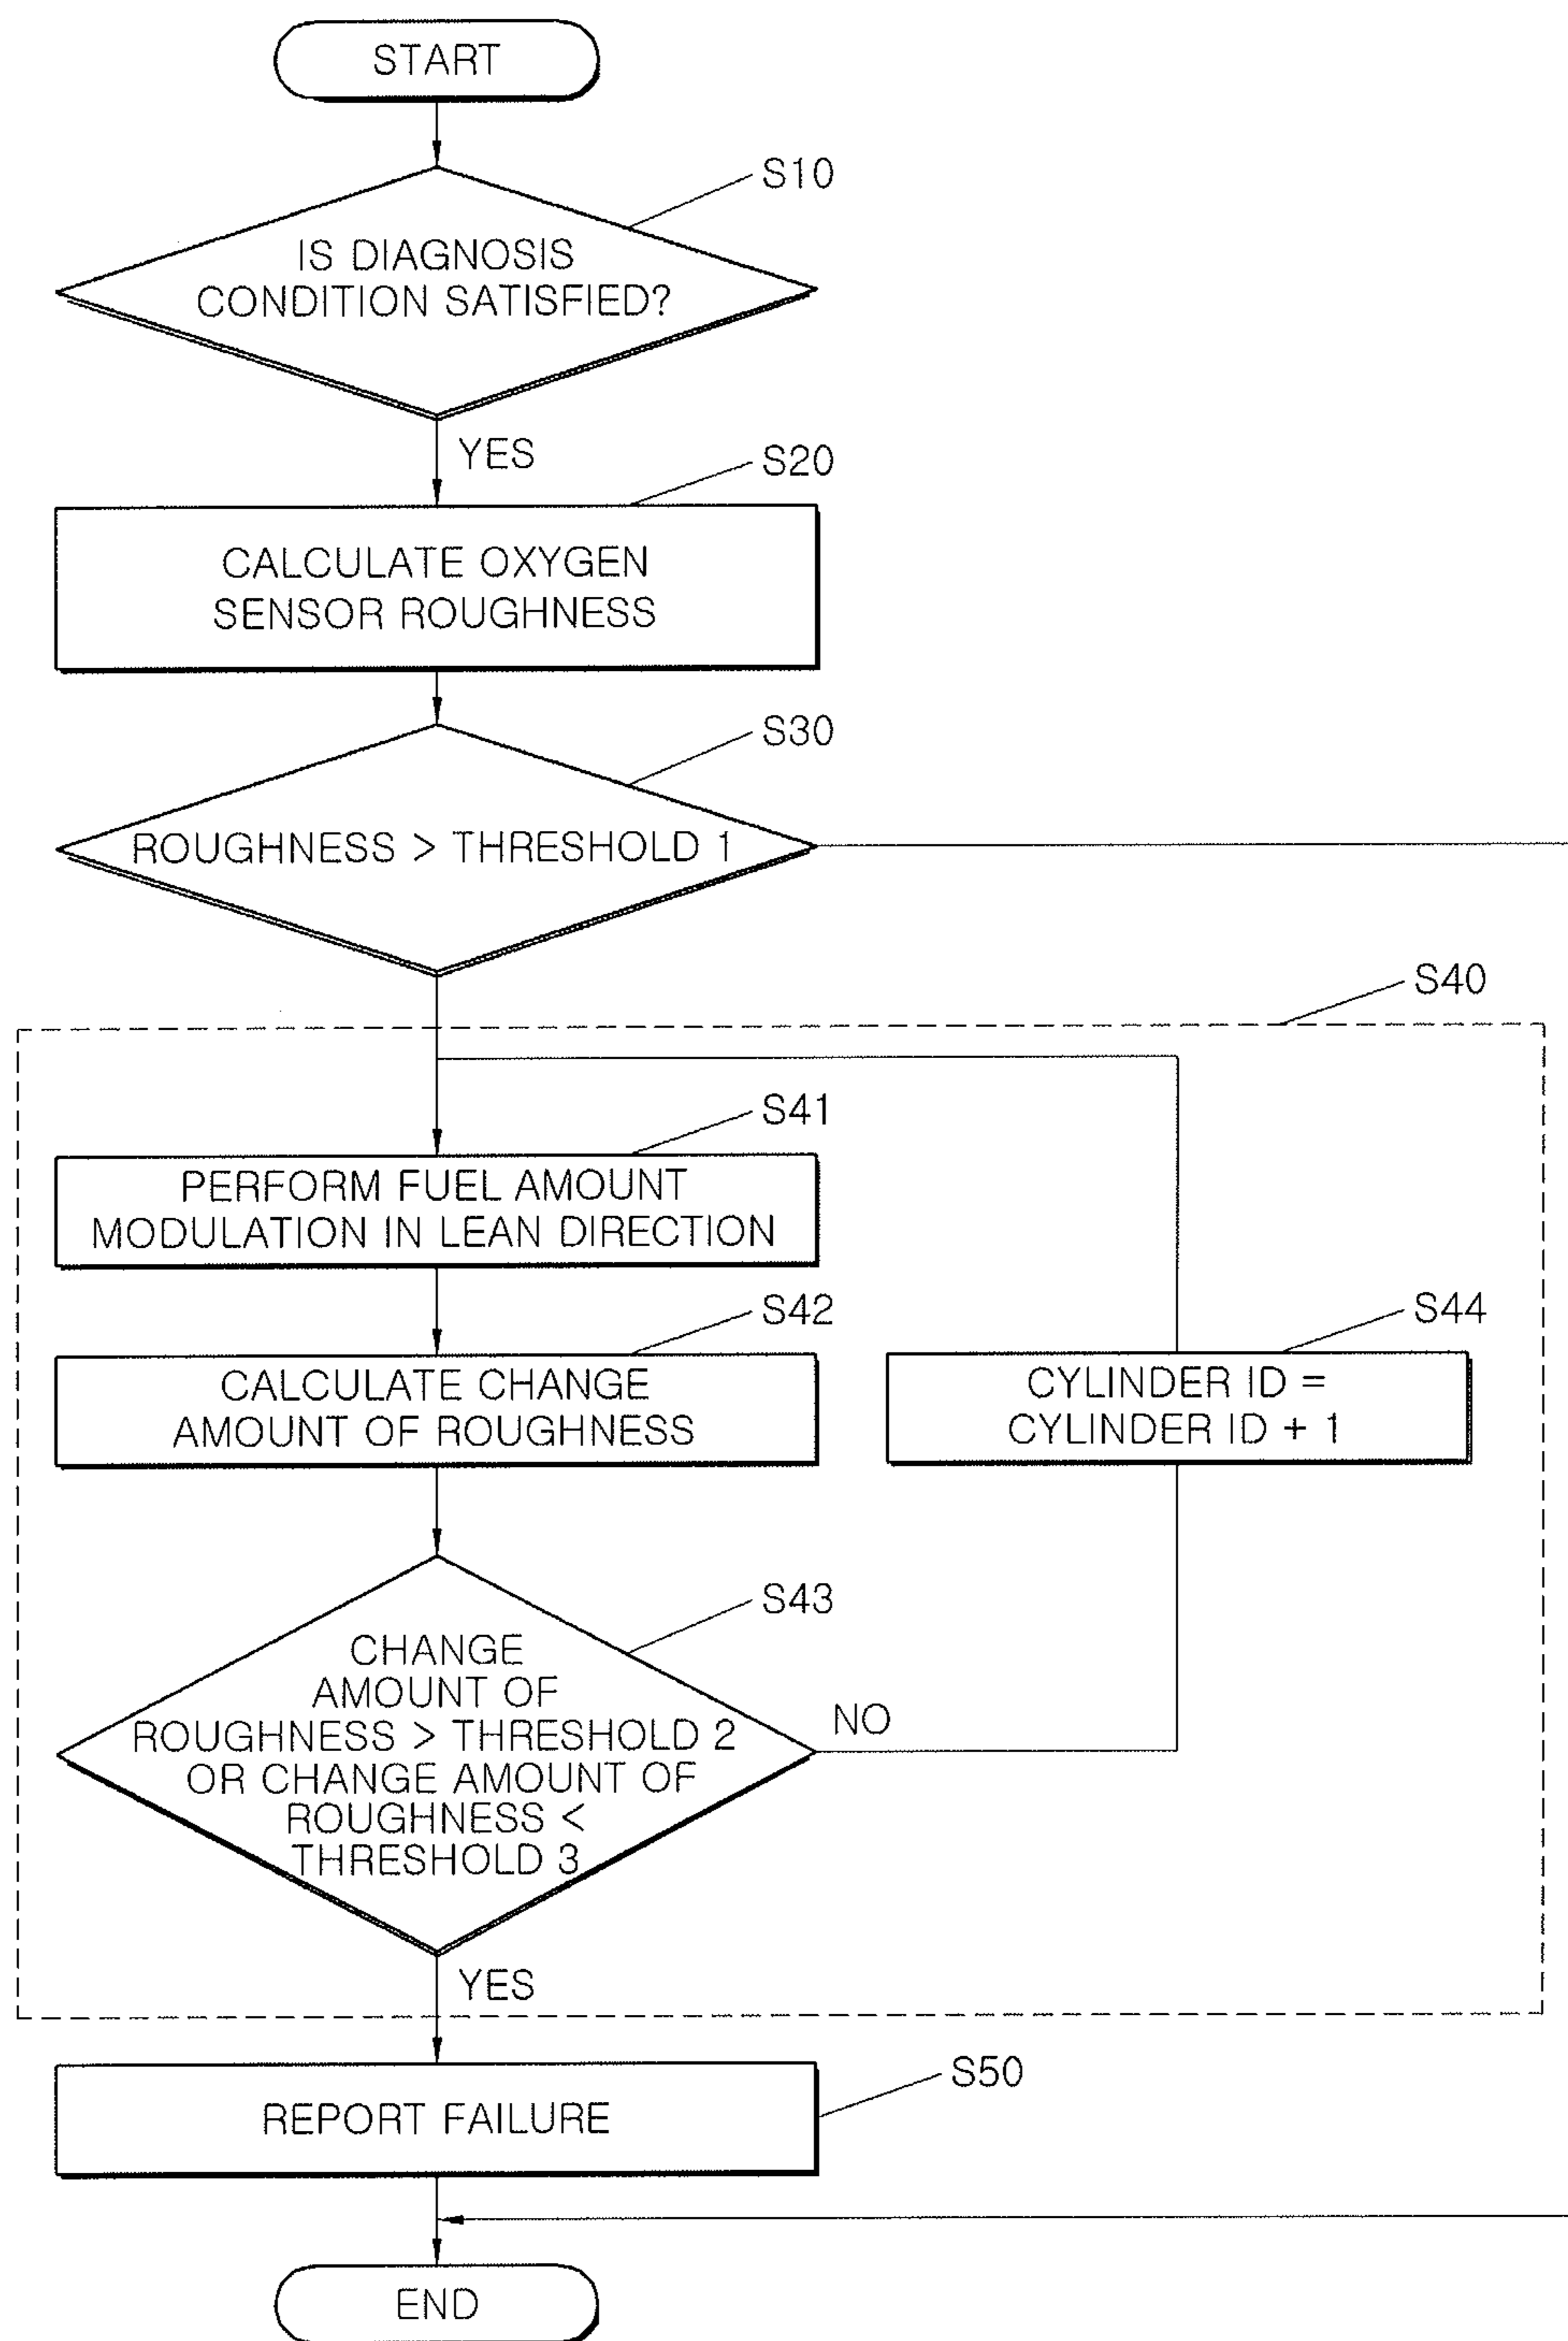 START
S10
IS DIAGNOSIS
CONDITION SATISFIED?
YES
S20
CALCULATE OXYGEN
SENSOR ROUGHNESS
S30
ROUGHNESS > THRESHOLD 1
S40
S41
PERFORM FUEL AMOUNT
MODULATION IN LEAN DIRECTION
S42
CALCULATE CHANGE
AMOUNT OF ROUGHNESS
S44
CYLINDER ID =
CYLINDER ID + 1
S43
CHANGE
AMOUNT OF
ROUGHNESS > THRESHOLD 2
OR CHANGE AMOUNT OF
ROUGHNESS <
THRESHOLD 3
NO
YES
S50
REPORT FAILURE
END